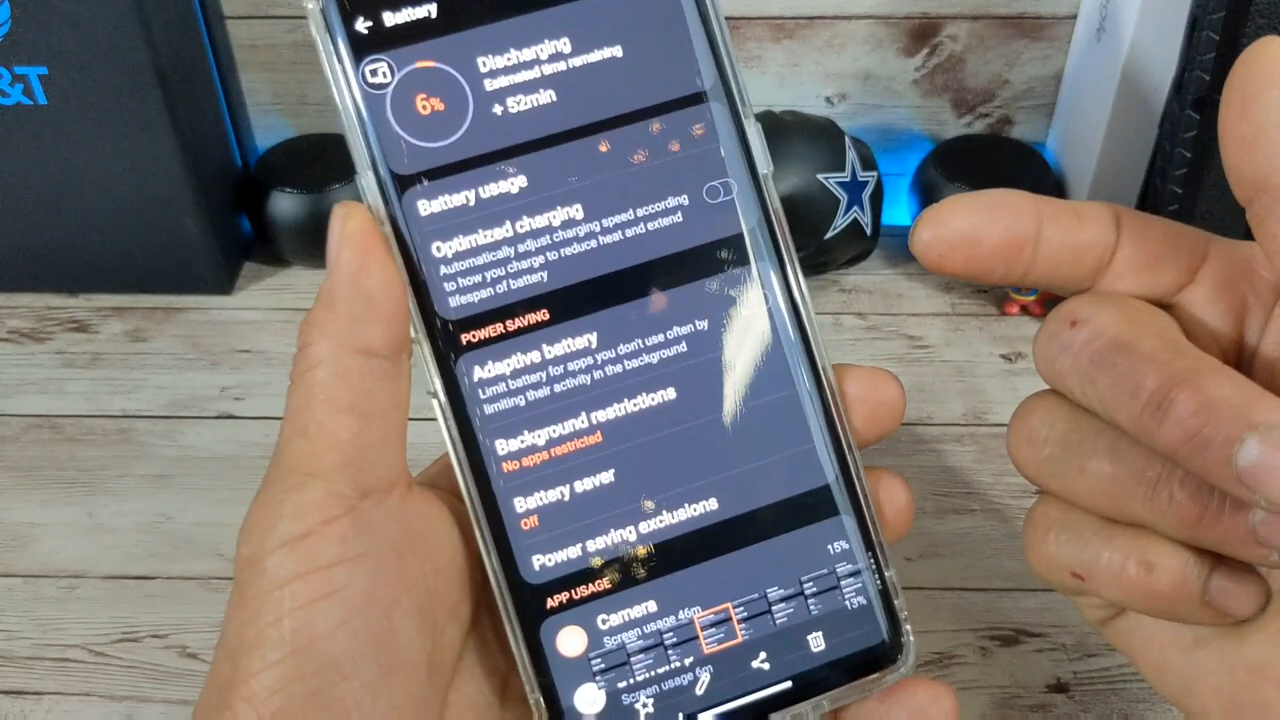 Battery
Discharging
Estimated time remaining
6%
+ 52min
&T
Battery usage
Optimized charging
Automatically adjust charging speed according
to how you charge to reduce heat and extend
lifespan of battery
POWER SAVING
Adaptive battery
Limit battery for apps you don't use often by
limiting their activity in the background
Background restrictions
No apps restricted
Battery saver
Off
Power saving exclusions
APP USAGE
15%
Camera
Screen usage 46m
13%
Screen usage 6m